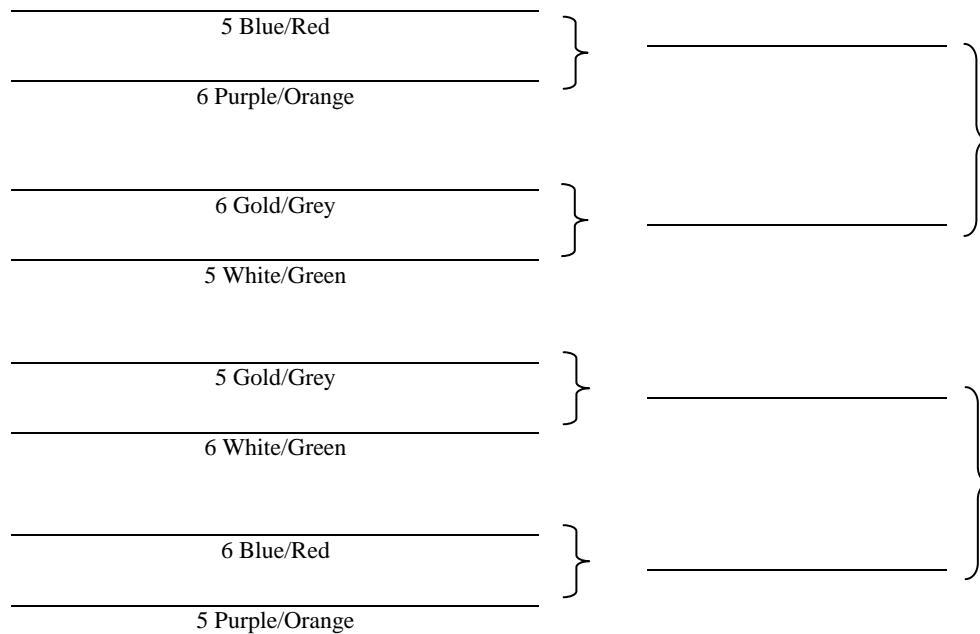 5 Blue/Red
6 Purple/Orange
6 Gold/Grey
5 White/Green
5 Gold/Grey
6 White/Green
6 Blue/Red
5 Purple/Orange